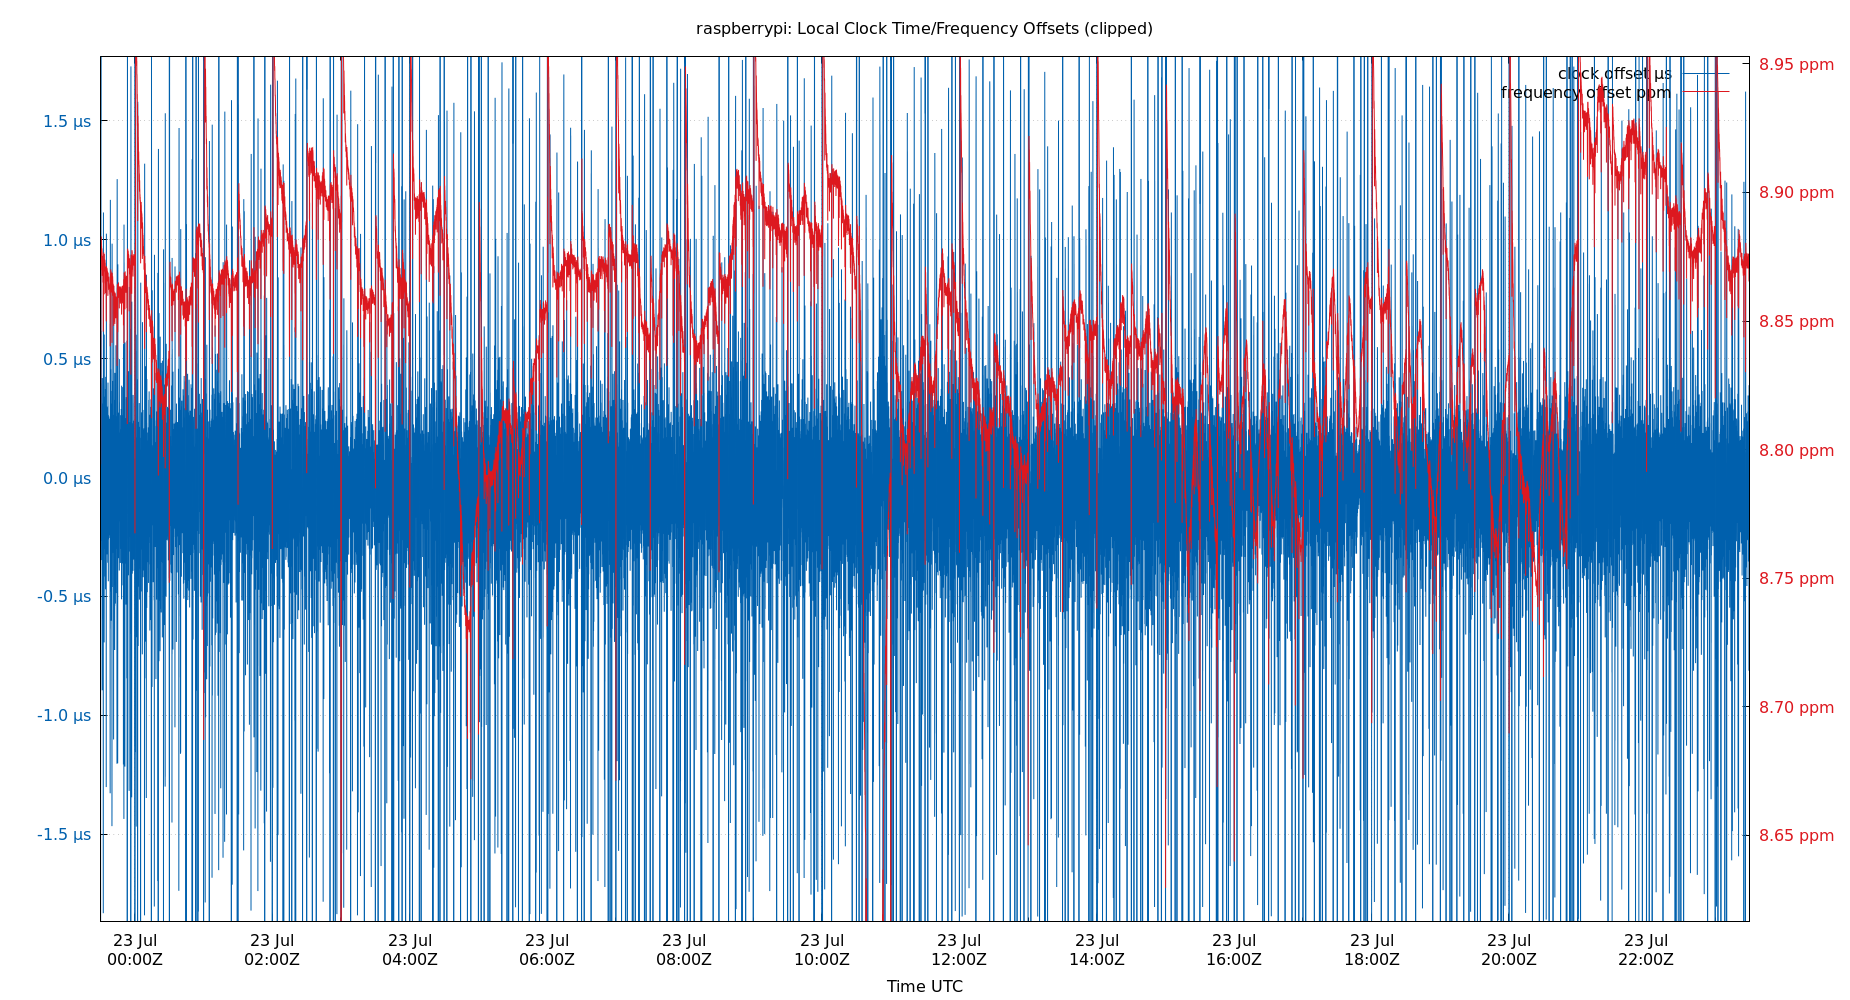 raspberrypi: Local Clock Time/Frequency Offsets (clipped)
clock offset µs
frequency offset ppm
1.5 µs
1.0 µs
0.5 µs
0.0 µs
-0.5 µs
-1.0 µs
-1.5 µs
8.95 ppm
8.90 ppm
8.85 ppm
8.80 ppm
8.75 ppm
8.70 ppm
8.65 ppm
23 Jul 23 Jul 23 Jul 23 Jul 23 Jul 23 Jul 23 Jul 23 Jul 23 Jul 23 Jul 23 Jul 23 Jul
00:00Z 02:00Z 04:00Z 06:00Z 08:00Z 10:00Z 12:00Z 14:00Z 16:00Z 18:00Z 20:00Z 22:00Z
Time UTC